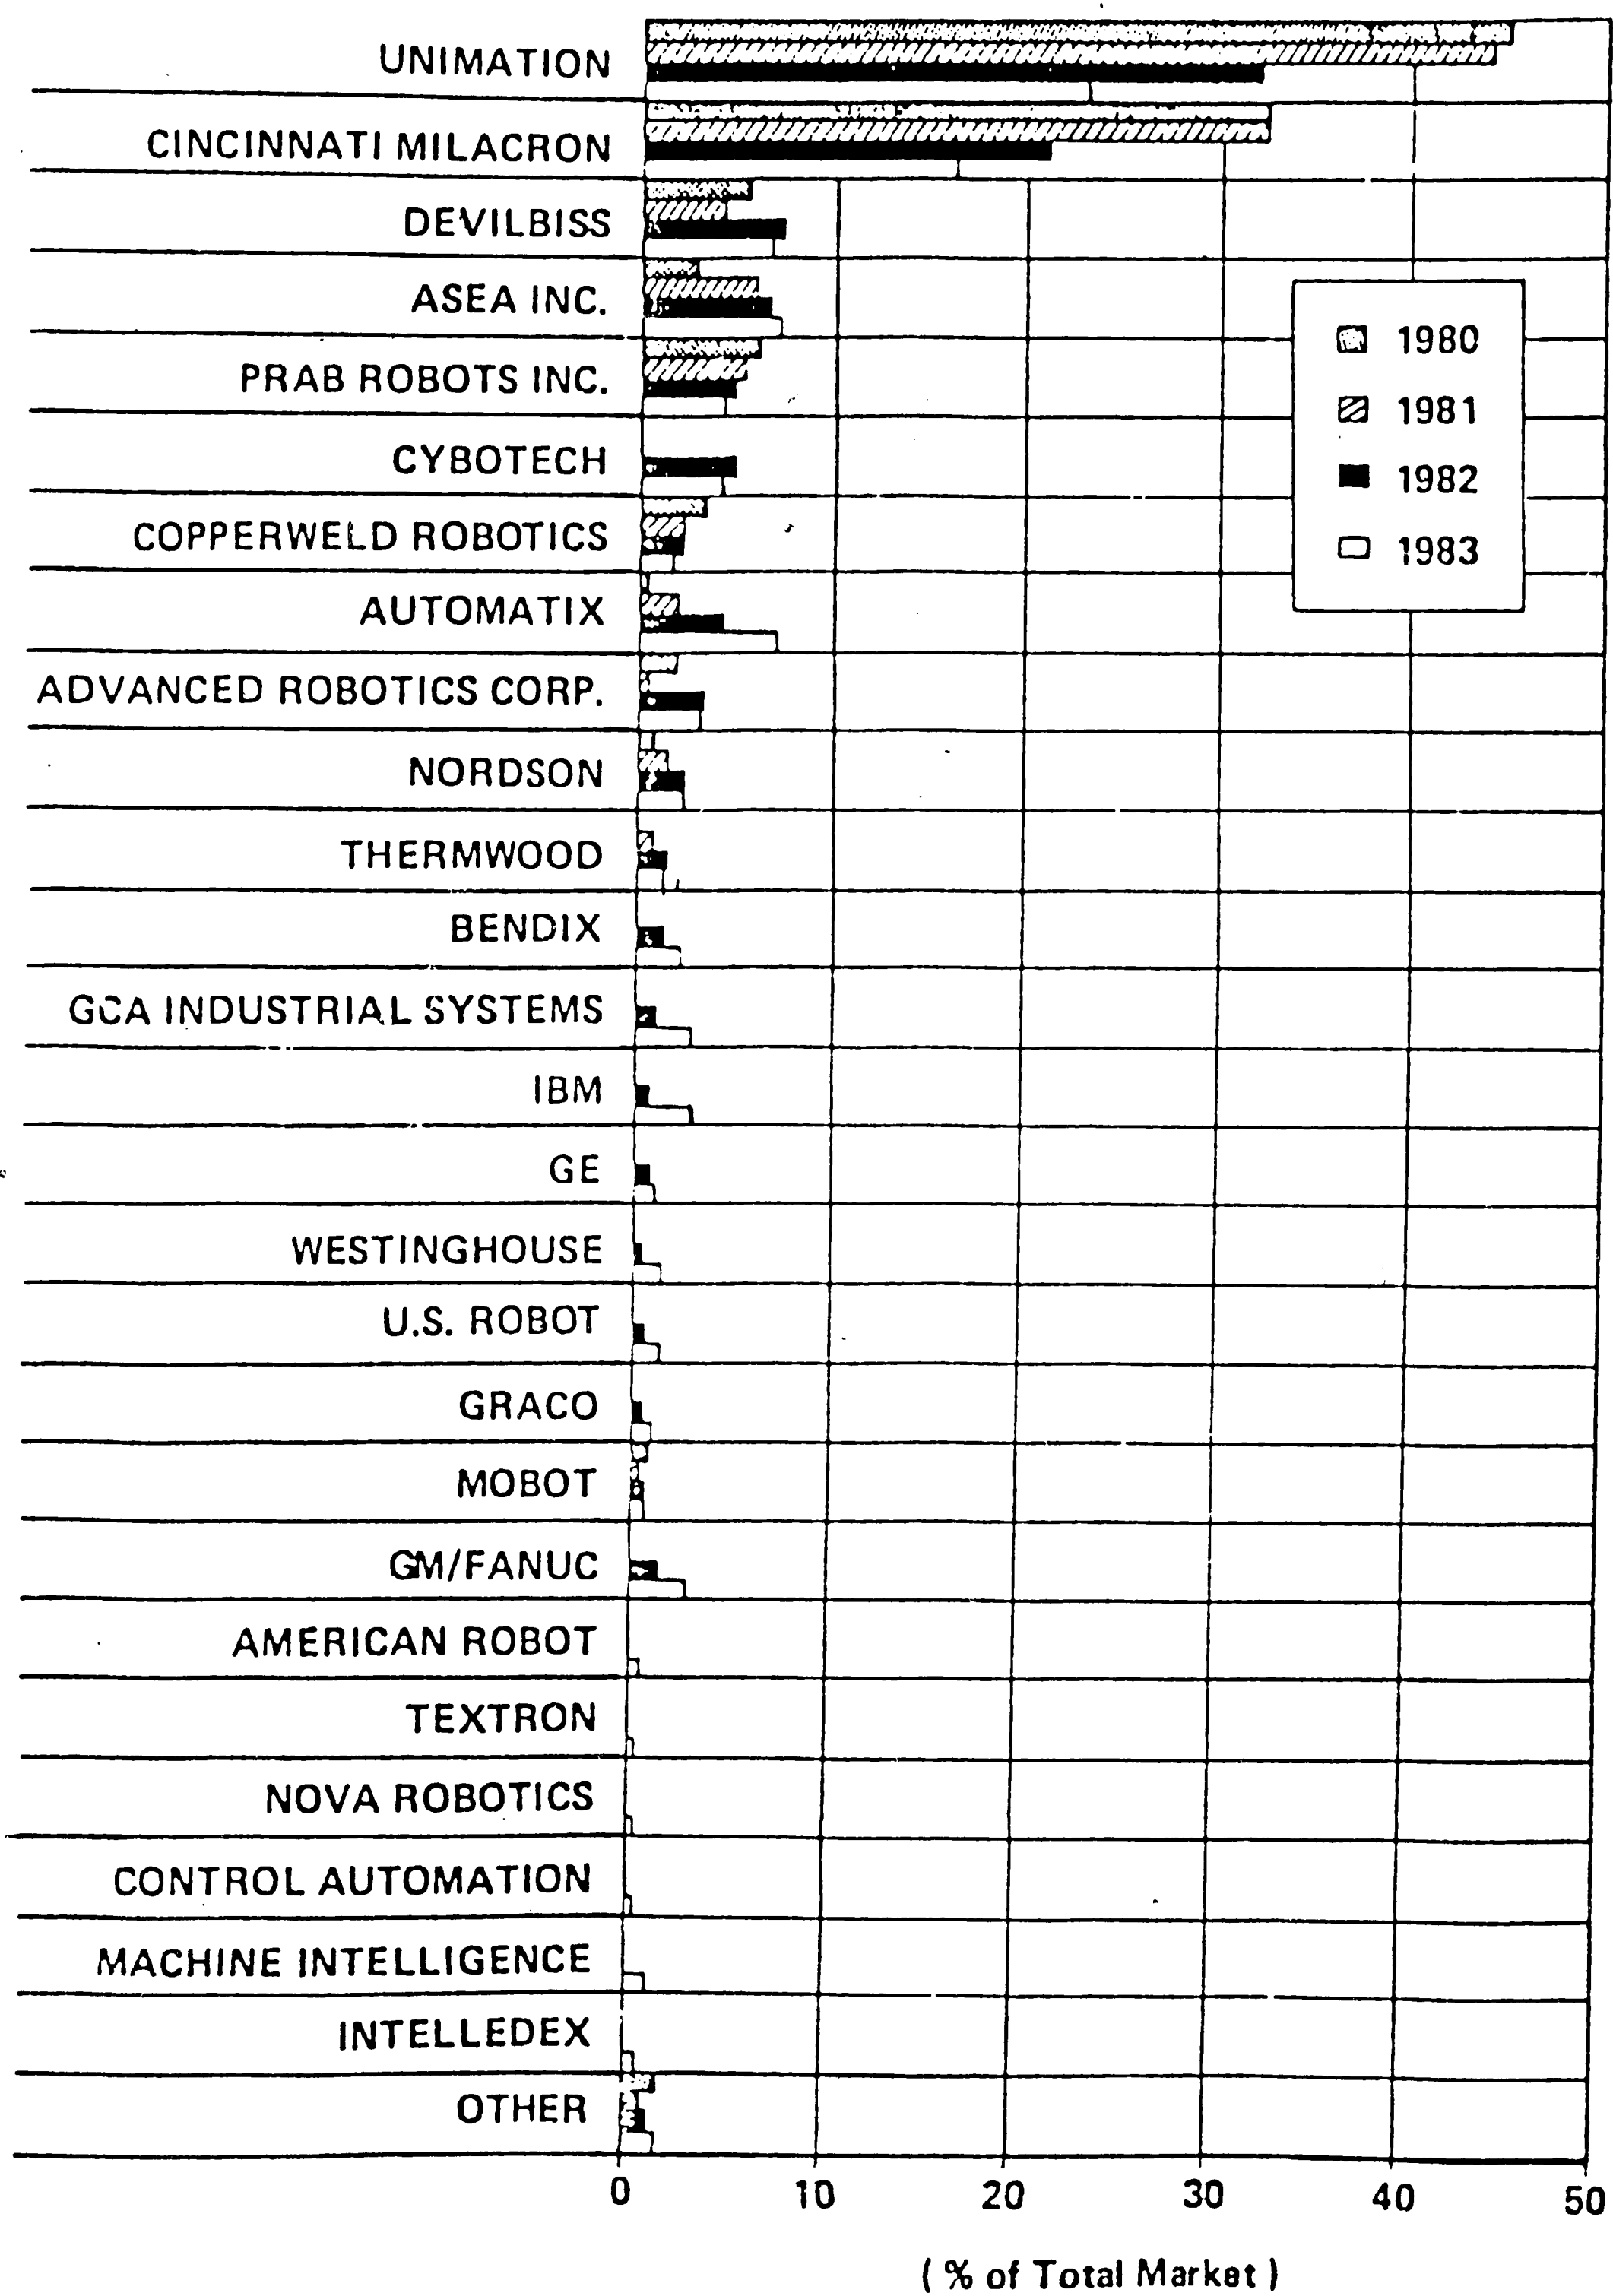 UNIMATION
CINCINNATI MILACRON
DEVILBISS
ASEA INC.
PRAB ROBOTS INC.
CYBOTECH
COPPERWELD ROBOTICS
AUTOMATIX
ADVANCED ROBOTICS CORP.
NORDSON
THERMWOOD
BENDIX
GCA INDUSTRIAL SYSTEMS
IBM
GE
WESTINGHOUSE
U.S. ROBOT
GRACO
MOBOT
GM/FANUC
AMERICAN ROBOT
TEXTRON
NOVA ROBOTICS
CONTROL AUTOMATION
MACHINE INTELLIGENCE
INTELLEDEX
OTHER
1980
1981
1982
1983
0 10 20 30 40 50
( % of Total Market )